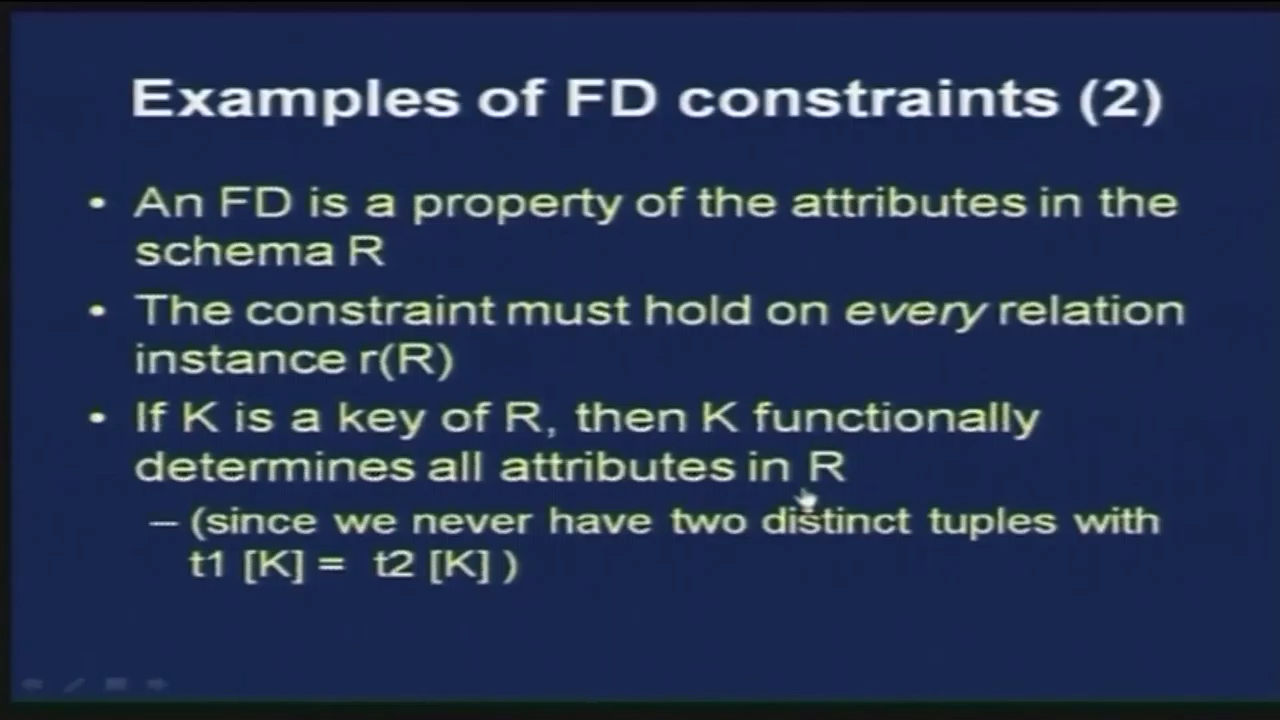 Examples of FD constraints (2)
• An FD is a property of the attributes in the
schema R
• The constraint must hold on every relation
instance r(R)
• If K is a key of R, then K functionally
determines all attributes in R
– (since we never have two distinct tuples with
t1 [K] = t2 [K] )